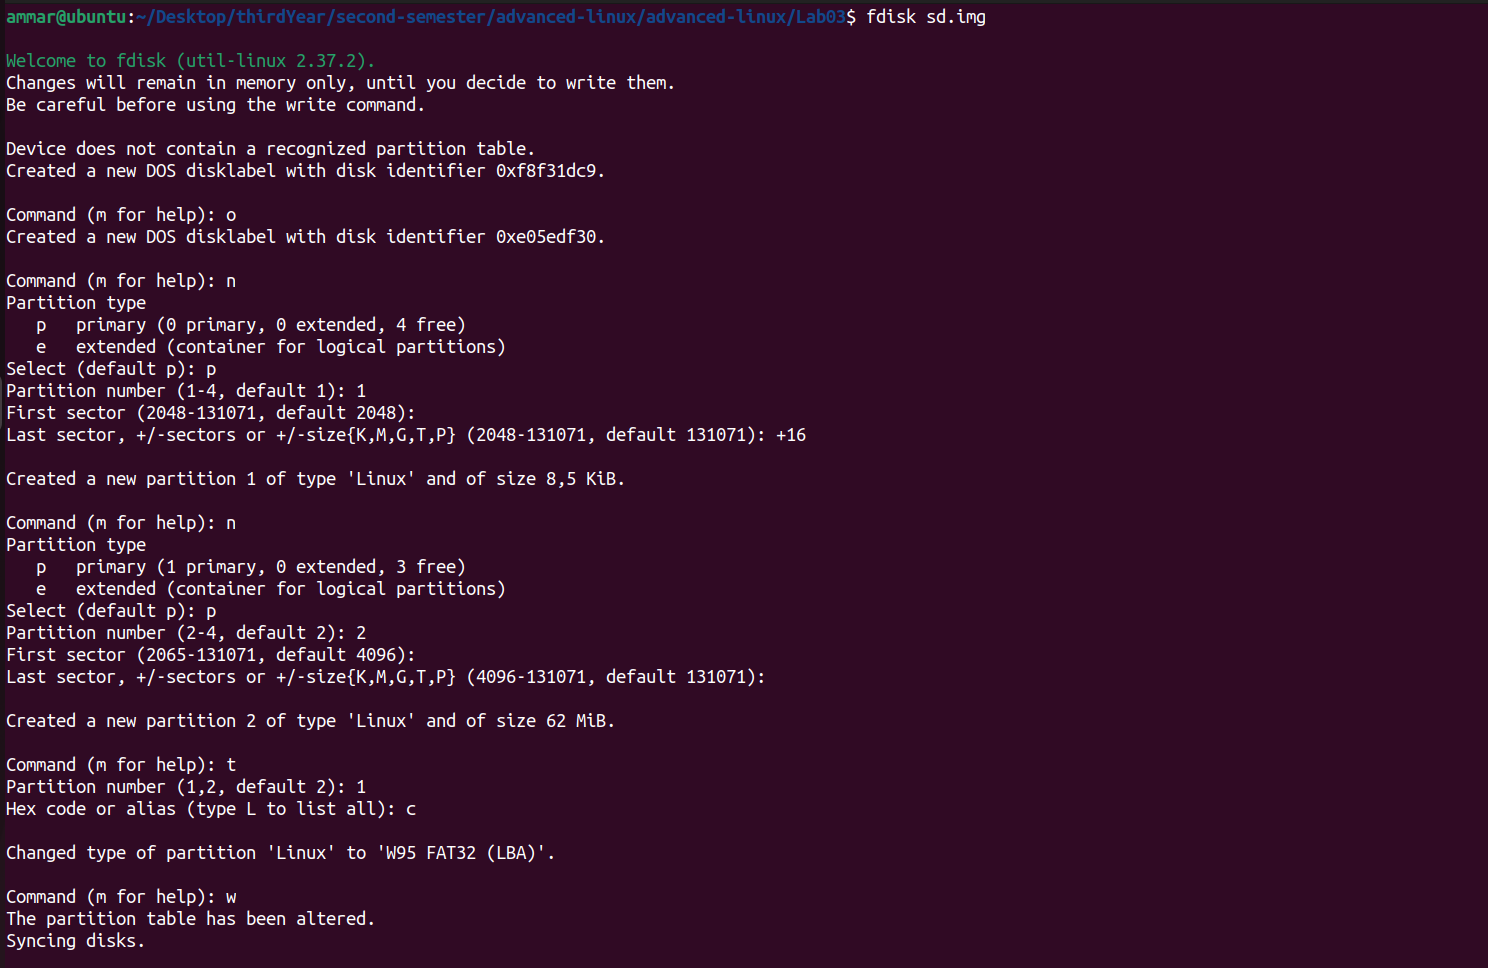 ammar@ubuntu:~/Desktop/thirdYear/second-semester/advanced-linux/advanced-linux/Lab03$ fdisk sd.img
Welcome to fdisk (util-linux 2.37.2).
Changes will remain in memory only, until you decide to write them.
Be careful before using the write command.
Device does not contain a recognized partition table.
Created a new DOS disklabel with disk identifier 0xf8f31dc9.
Command (m for help): o
Created a new DOS disklabel with disk identifier 0xe05edf30.
Command (m for help): n
Partition type
   p   primary (0 primary, 0 extended, 4 free)
   e   extended (container for logical partitions)
Select (default p): p
Partition number (1-4, default 1): 1
First sector (2048-131071, default 2048):
Last sector, +/-sectors or +/-size{K,M,G,T,P} (2048-131071, default 131071): +16
Created a new partition 1 of type 'Linux' and of size 8,5 KiB.
Command (m for help): n
Partition type
   p   primary (1 primary, 0 extended, 3 free)
   e   extended (container for logical partitions)
Select (default p): p
Partition number (2-4, default 2): 2
First sector (2065-131071, default 4096):
Last sector, +/-sectors or +/-size{K,M,G,T,P} (4096-131071, default 131071):
Created a new partition 2 of type 'Linux' and of size 62 MiB.
Command (m for help): t
Partition number (1,2, default 2): 1
Hex code or alias (type L to list all): c
Changed type of partition 'Linux' to 'W95 FAT32 (LBA)'.
Command (m for help): w
The partition table has been altered.
Syncing disks.